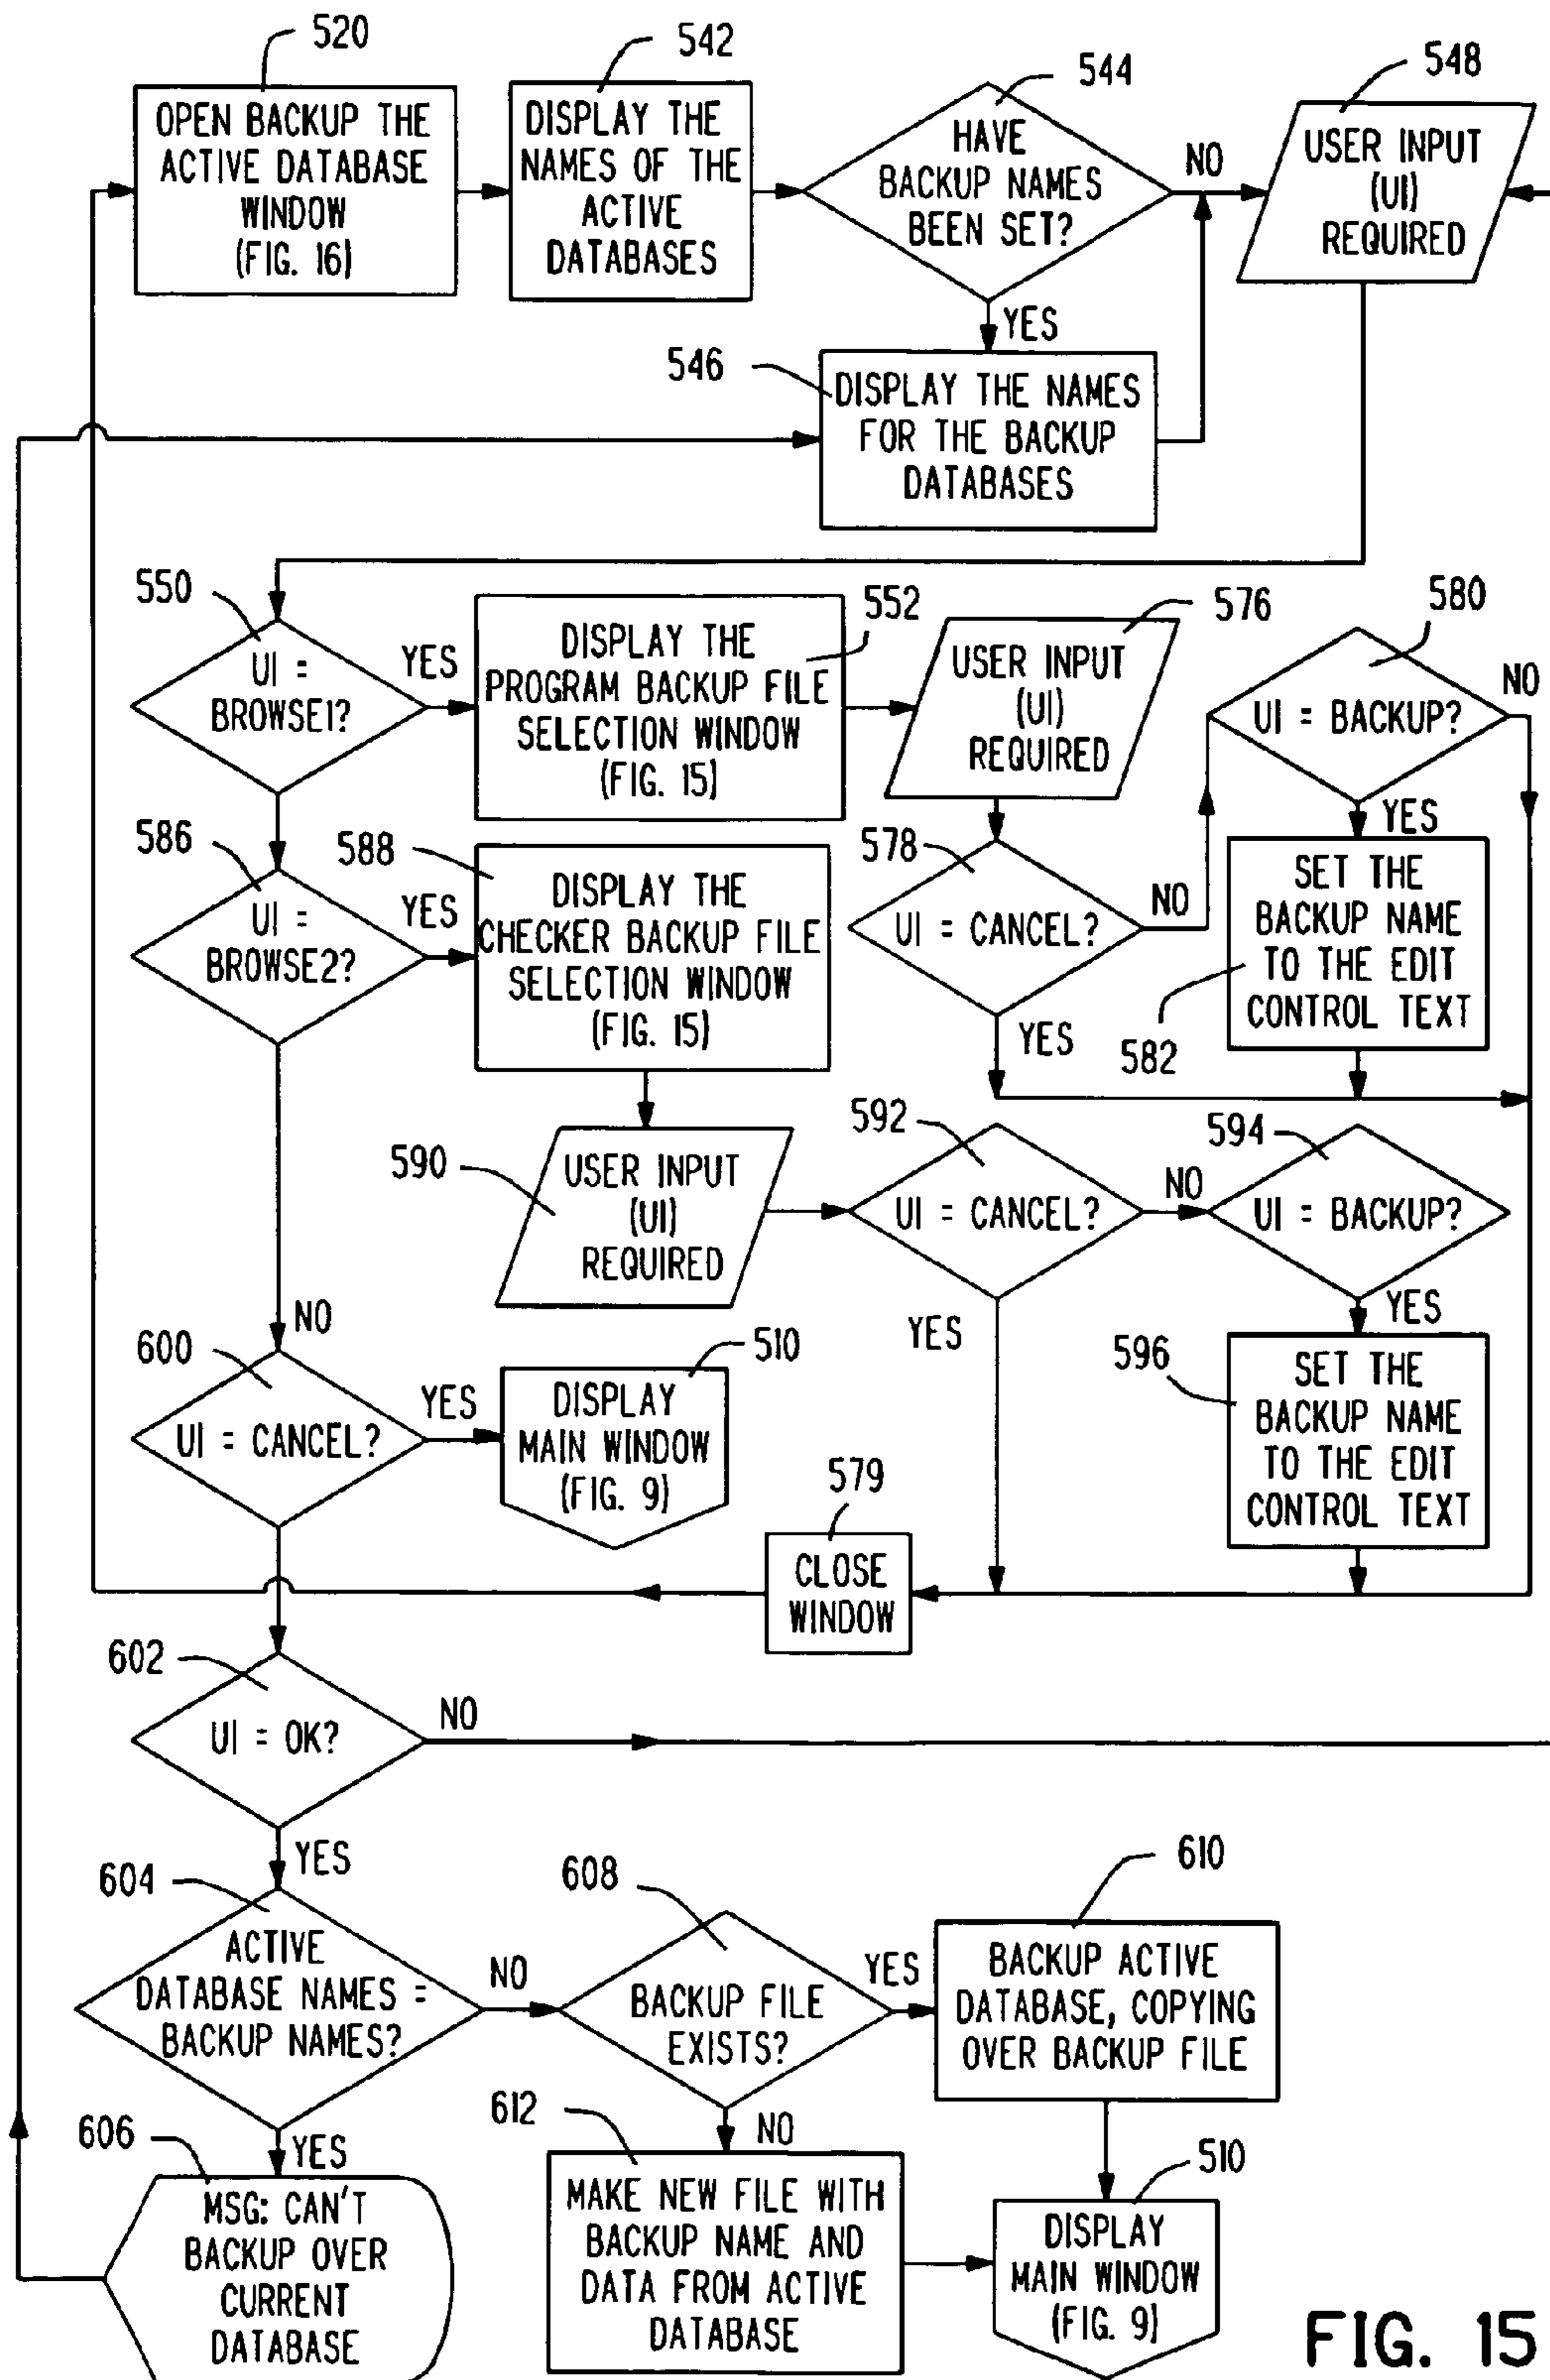 520
OPEN BACKUP THE
ACTIVE DATABASE
WINDOW
(FIG. 16)
542
DISPLAY THE
NAMES OF THE
ACTIVE
DATABASES
544
HAVE
BACKUP NAMES
BEEN SET?
NO
YES
548
USER INPUT
(UI)
REQUIRED
546
DISPLAY THE NAMES
FOR THE BACKUP
DATABASES
550
UI =
BROWSE1?
YES
552
DISPLAY THE
PROGRAM BACKUP FILE
SELECTION WINDOW
(FIG. 15)
576
USER INPUT
(UI)
REQUIRED
580
UI = BACKUP?
NO
YES
578
UI = CANCEL?
NO
YES
SET THE
BACKUP NAME
TO THE EDIT
CONTROL TEXT
582
586
UI =
BROWSE2?
YES
NO
588
DISPLAY THE
CHECKER BACKUP FILE
SELECTION WINDOW
(FIG. 15)
590
USER INPUT
(UI)
REQUIRED
592
UI = CANCEL?
NO
YES
594
UI = BACKUP?
YES
596
SET THE
BACKUP NAME
TO THE EDIT
CONTROL TEXT
600
UI = CANCEL?
YES
510
DISPLAY
MAIN WINDOW
(FIG. 9)
579
CLOSE
WINDOW
602
UI = OK?
NO
YES
604
ACTIVE
DATABASE NAMES =
BACKUP NAMES?
NO
YES
608
BACKUP FILE
EXISTS?
YES
NO
610
BACKUP ACTIVE
DATABASE, COPYING
OVER BACKUP FILE
606
MSG: CAN'T
BACKUP OVER
CURRENT
DATABASE
612
MAKE NEW FILE WITH
BACKUP NAME AND
DATA FROM ACTIVE
DATABASE
510
DISPLAY
MAIN WINDOW
(FIG. 9)
FIG. 15